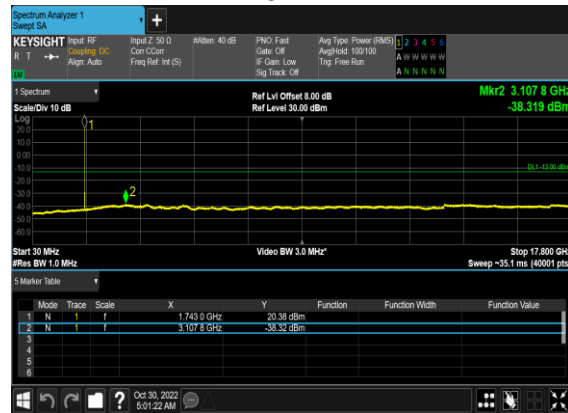 Spectrum Analyzer 1
Swept SA
+
KEYSIGHT Input: RF Input Z: 50 Ω #Atten: 40 dB PNO: Fast Avg Type: Power (RMS) 1 2 3 4 5 6
R T Coupling: DC Corr CCorr Gate: Off Avg|Hold: 100/100 A W W W W W
Align: Auto Freq Ref: Int (S) IF Gain: Low Trig: Free Run
LXI Sig Track: Off A N N N N N
1 Spectrum Ref Lvl Offset 8.00 dB Mkr2 3.107 8 GHz
Scale/Div 10 dB Ref Level 30.00 dBm -38.319 dBm
Log 1
20.0
10.0
0.00
-10.0 DL1 -13.00 dBm
-20.0
-30.0 2
-40.0
-50.0
-60.0
Start 30 MHz Video BW 3.0 MHz* Stop 17.800 GHz
#Res BW 1.0 MHz Sweep ~35.1 ms (40001 pts)
5 Marker Table
Mode Trace Scale X Y Function Function Width Function Value
1 N 1 f 1.743 0 GHz 20.38 dBm
2 N 1 f 3.107 8 GHz -38.32 dBm
3
4
5
6
? Oct 30, 2022
5:01:22 AM